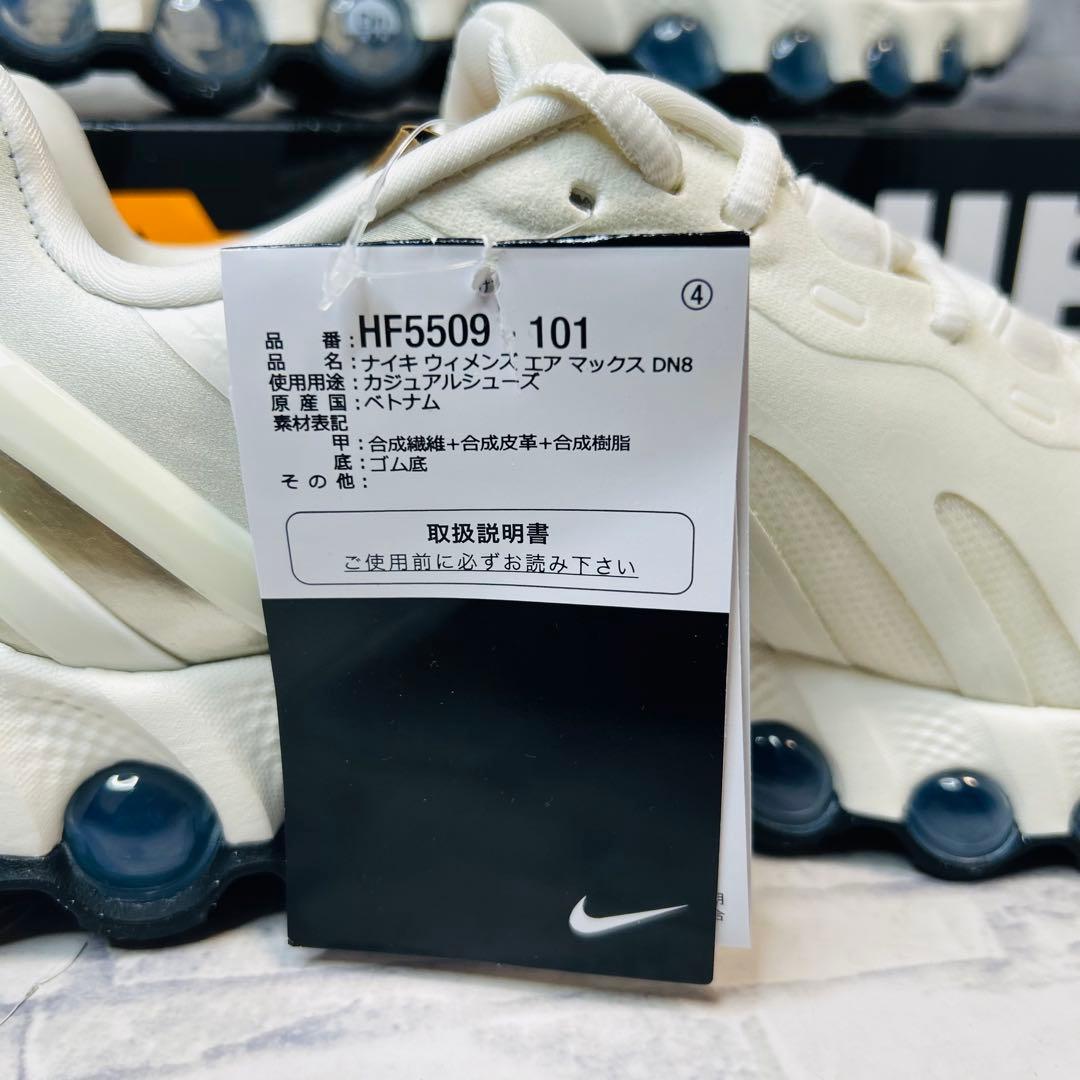 ④
品 番:HF5509 - 101
品 名:ナイキ ウィメンズ エア マックス DN8
使用用途:カジュアルシューズ
原 産 国:ベトナム
素材表記
甲:合成繊維+合成皮革+合成樹脂
底:ゴム底
そ の 他:
取扱説明書
ご使用前に必ずお読み下さい